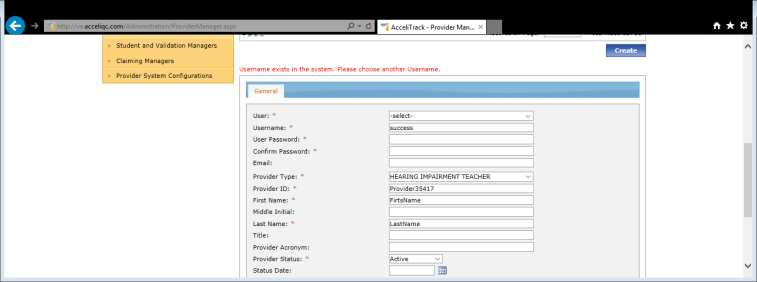 http://ve.acceliqc.com/Administration/ProviderManager.aspx
AcceliTrack - Provider Man...
Student and Validation Managers
Claiming Managers
Provider System Configurations
Create
Username exists in the system. Please choose another Username.
General
User: * -select-
Username: * success
User Password: *
Confirm Password: *
Email:
Provider Type: * HEARING IMPAIRMENT TEACHER
Provider ID: * Provider35417
First Name: * FirtsName
Middle Initial:
Last Name: * LastName
Title:
Provider Acronym:
Provider Status: * Active
Status Date: